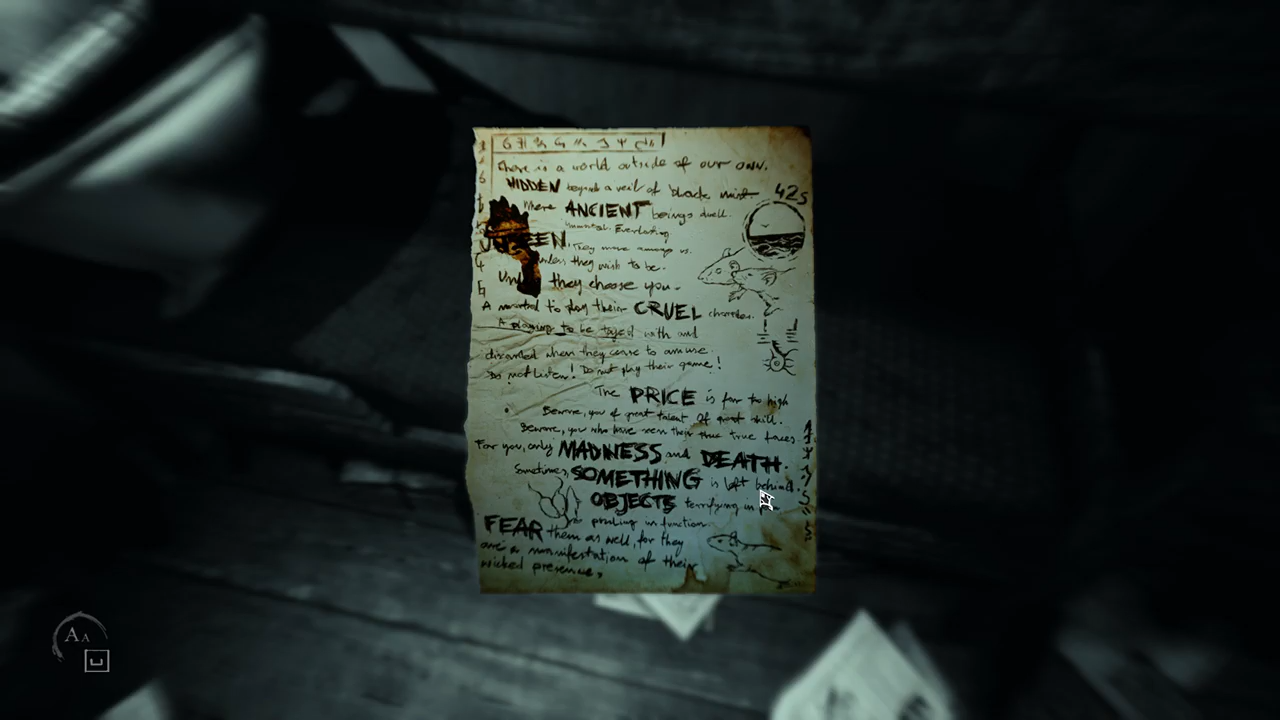 There is a world outside of our own.
HIDDEN beyond a veil of black mist
42s
Where ANCIENT beings dwell.
Immortal. Everlasting
They move among us.
unless they wish to be.
they choose you.
A to play their CRUEL charades.
A plaything to be toyed with and
discarded when they cease to amuse.
Do not listen! Do not play their game!
The PRICE is far too high
Beware, you of great talent. Of great skill.
Beware, you who have seen their true faces.
For you, only MADNESS and DEATH.
Sometimes, SOMETHING is left behind.
OBJECTS terrifying in
in function.
FEAR them as well, for they
are a manifestation of their
wicked presence.
AA